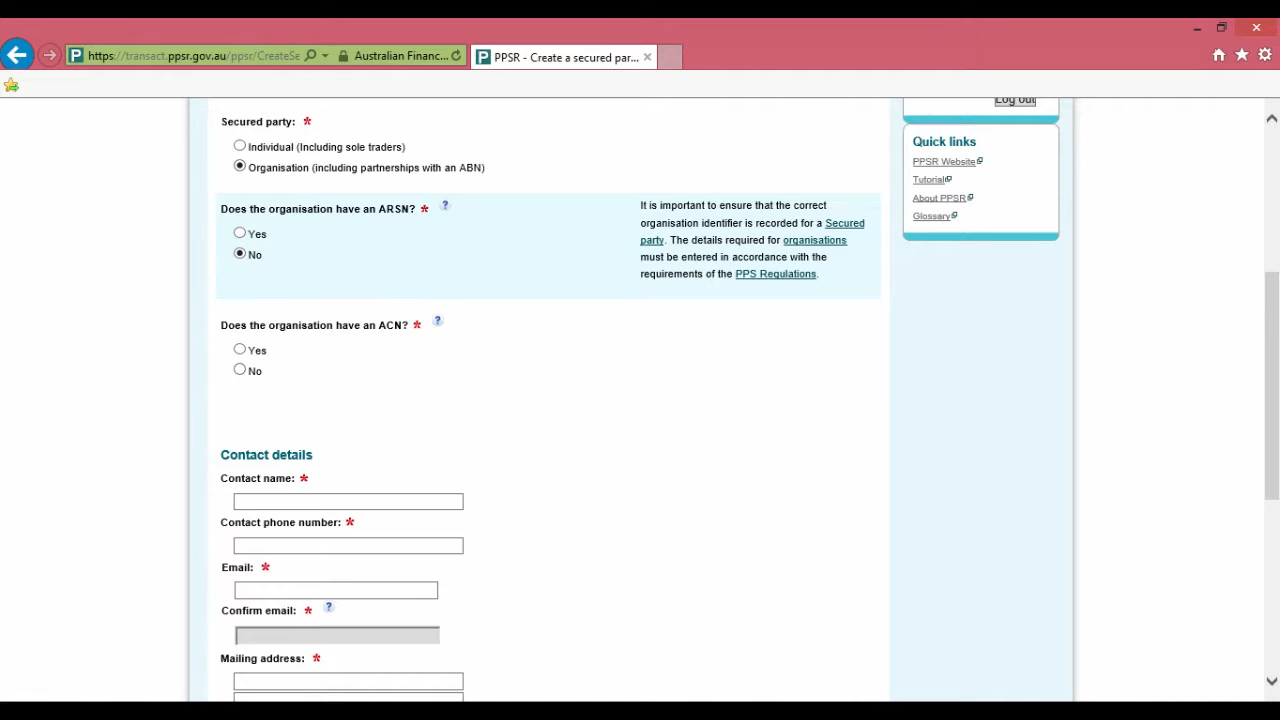 https://transact.ppsr.gov.au/ppsr/CreateSe
Australian Financ...
PPSR - Create a secured par...
Log out
Secured party: *
Individual (Including sole traders)
Organisation (including partnerships with an ABN)
Quick links
PPSR Website
Tutorial
About PPSR
Glossary
Does the organisation have an ARSN? * ?
Yes
No
It is important to ensure that the correct
organisation identifier is recorded for a Secured
party. The details required for organisations
must be entered in accordance with the
requirements of the PPS Regulations.
Does the organisation have an ACN? * ?
Yes
No
Contact details
Contact name: *
Contact phone number: *
Email: *
Confirm email: * ?
Mailing address: *